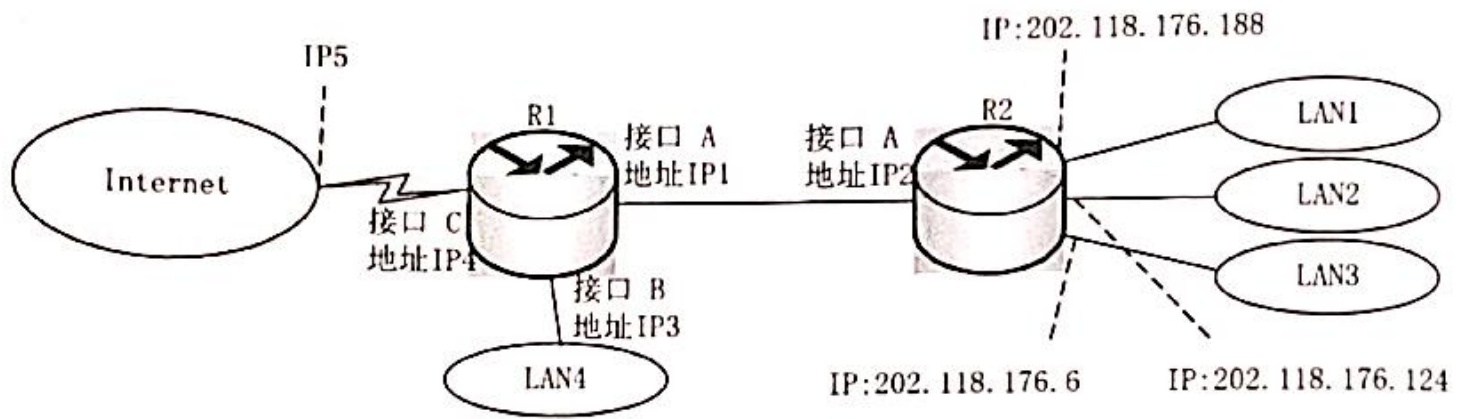 IP:202.118.176.188
IP5
R1
R2
LAN1
接口 A
地址IP1
接口 A
地址IP2
Internet
LAN2
接口 C
地址IP4
LAN3
接口 B
地址IP3
LAN4
IP:202.118.176.6
IP:202.118.176.124